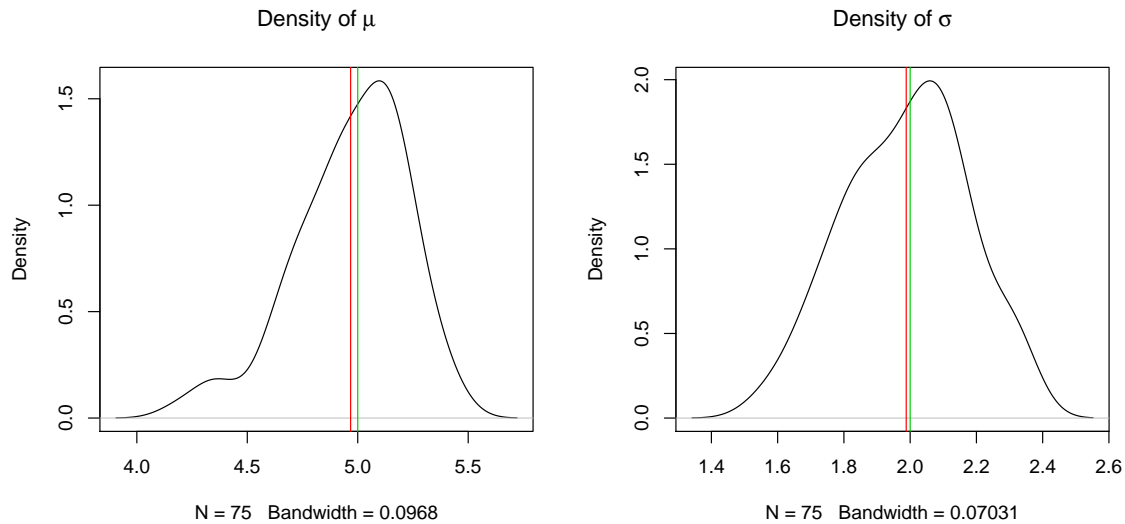 Density of μ
Density
0.0 0.5 1.0 1.5
4.0 4.5 5.0 5.5
N = 75 Bandwidth = 0.0968
Density of σ
Density
0.0 0.5 1.0 1.5 2.0
1.4 1.6 1.8 2.0 2.2 2.4 2.6
N = 75 Bandwidth = 0.07031